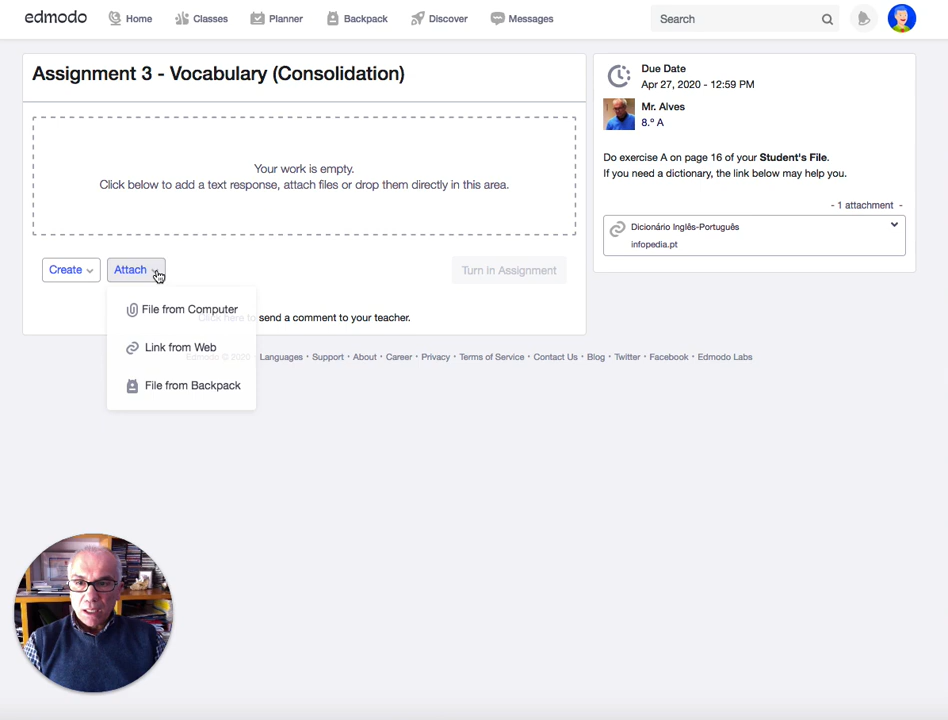 edmodo Home Classes Planner Backpack Discover Messages Search
Assignment 3 - Vocabulary (Consolidation)
Your work is empty.
Click below to add a text response, attach files or drop them directly in this area.
Create Attach Turn in Assignment
File from Computer
Link from Web
File from Backpack
Click here to send a comment to your teacher.
Edmodo © 2020 · Languages · Support · About · Career · Privacy · Terms of Service · Contact Us · Blog · Twitter · Facebook · Edmodo Labs
Due Date
Apr 27, 2020 - 12:59 PM
Mr. Alves
8.º A
Do exercise A on page 16 of your Student's File.
If you need a dictionary, the link below may help you.
- 1 attachment -
Dicionário Inglês-Português
infopedia.pt